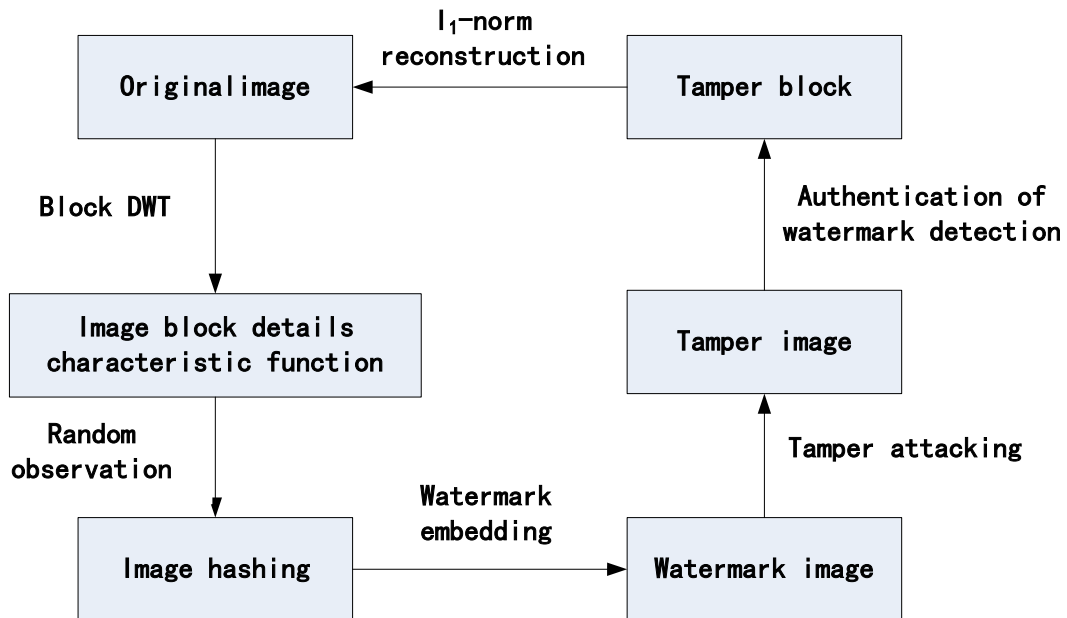 l₁-norm
reconstruction
Originalimage
Tamper block
Block DWT
Authentication of
watermark detection
Image block details
characteristic function
Tamper image
Random
observation
Tamper attacking
Watermark
embedding
Image hashing
Watermark image